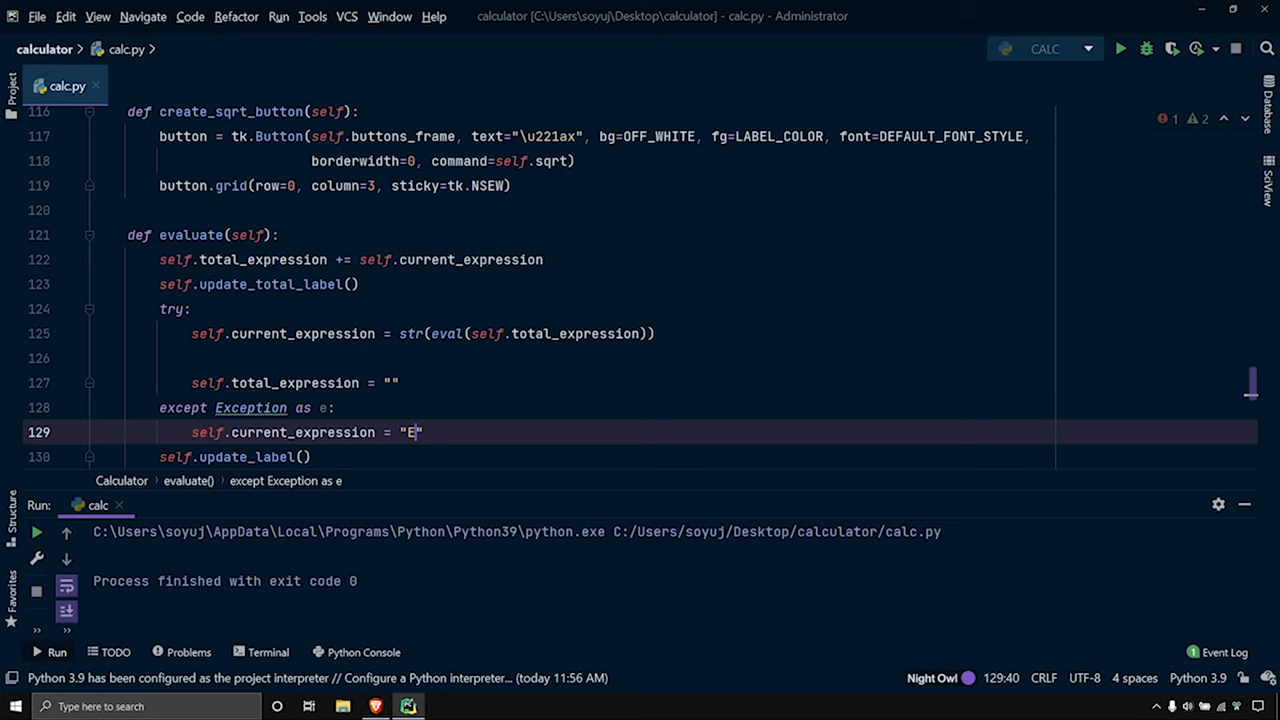 File Edit View Navigate Code Refactor Run Tools VCS Window Help calculator [C:\Users\soyuj\Desktop\calculator] - calc.py - Administrator
calculator calc.py CALC
Project calc.py
116 def create_sqrt_button(self): 1 2
117 button = tk.Button(self.buttons_frame, text="\u221ax", bg=OFF_WHITE, fg=LABEL_COLOR, font=DEFAULT_FONT_STYLE,
118 borderwidth=0, command=self.sqrt)
119 button.grid(row=0, column=3, sticky=tk.NSEW)
120
121 def evaluate(self):
122 self.total_expression += self.current_expression
123 self.update_total_label()
124 try:
125 self.current_expression = str(eval(self.total_expression))
126
127 self.total_expression = ""
128 except Exception as e:
129 self.current_expression = "E"
130 self.update_label()
Database
SciView
Calculator evaluate() except Exception as e
Structure
Favorites
Run: calc
C:\Users\soyuj\AppData\Local\Programs\Python\Python39\python.exe C:/Users/soyuj/Desktop/calculator/calc.py
Process finished with exit code 0
Run TODO Problems Terminal Python Console 1 Event Log
Python 3.9 has been configured as the project interpreter // Configure a Python interpreter... (today 11:56 AM) Night Owl 129:40 CRLF UTF-8 4 spaces Python 3.9
Type here to search